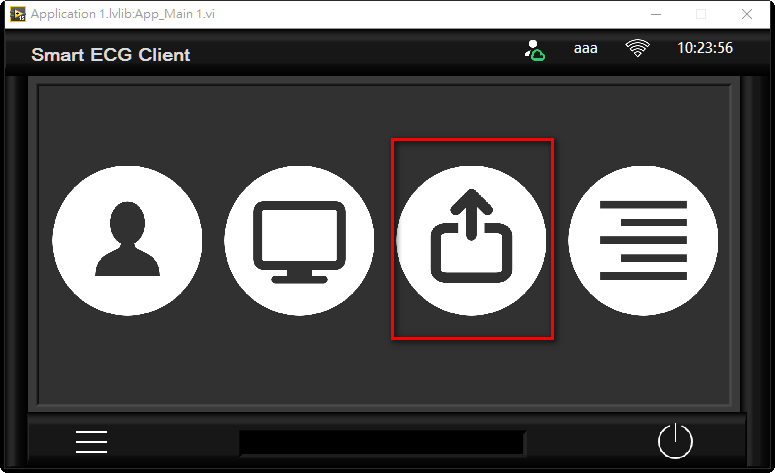 Application 1.lvlib:App_Main 1.vi
Smart ECG Client
aaa
10:23:56